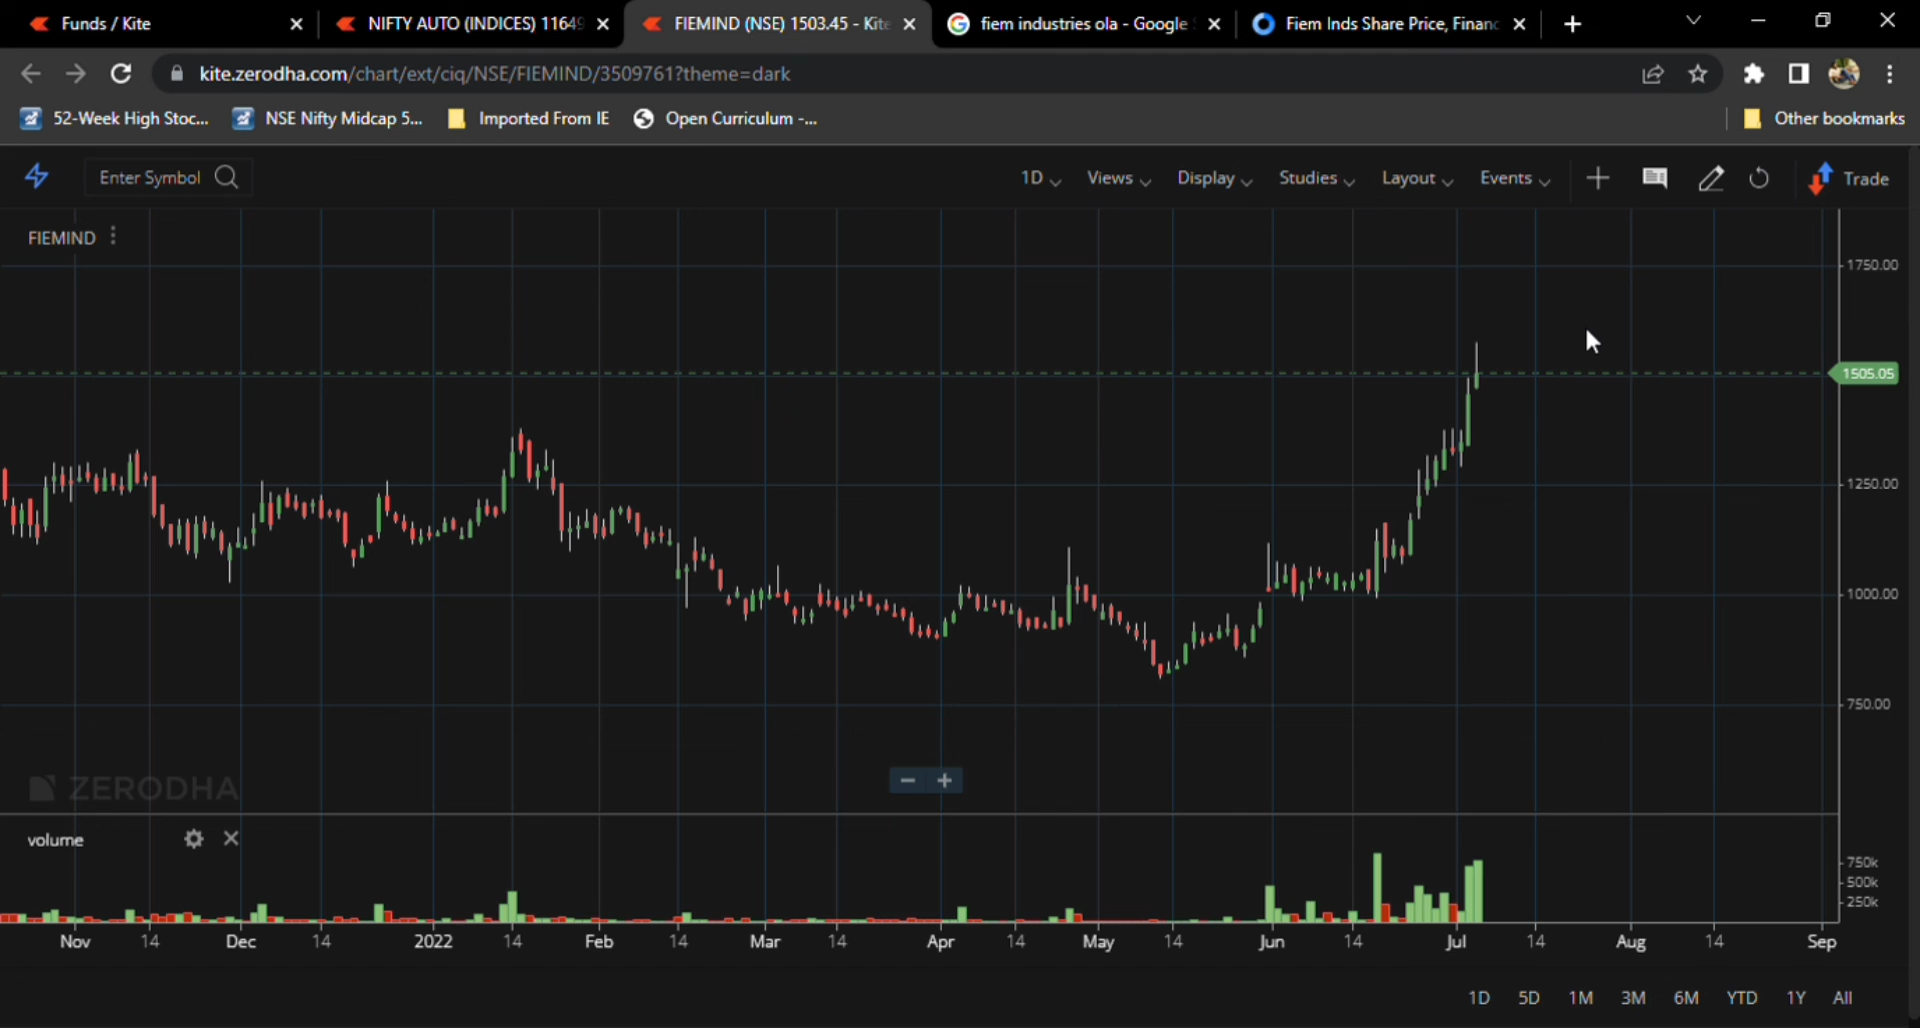 Funds / Kite
NIFTY AUTO (INDICES) 11649
FIEMIND (NSE) 1503.45 - Kite
fiem industries ola - Google
Fiem Inds Share Price, Financ
kite.zerodha.com/chart/ext/ciq/NSE/FIEMIND/3509761?theme=dark
52-Week High Stoc...
NSE Nifty Midcap 5...
Imported From IE
Open Curriculum -...
Other bookmarks
Enter Symbol
1D
Views
Display
Studies
Layout
Events
Trade
FIEMIND
1750.00
1505.05
1250.00
1000.00
750.00
ZERODHA
volume
750k
500k
250k
Nov 14 Dec 14 2022 14 Feb 14 Mar 14 Apr 14 May 14 Jun 14 Jul 14 Aug 14 Sep
1D 5D 1M 3M 6M YTD 1Y All